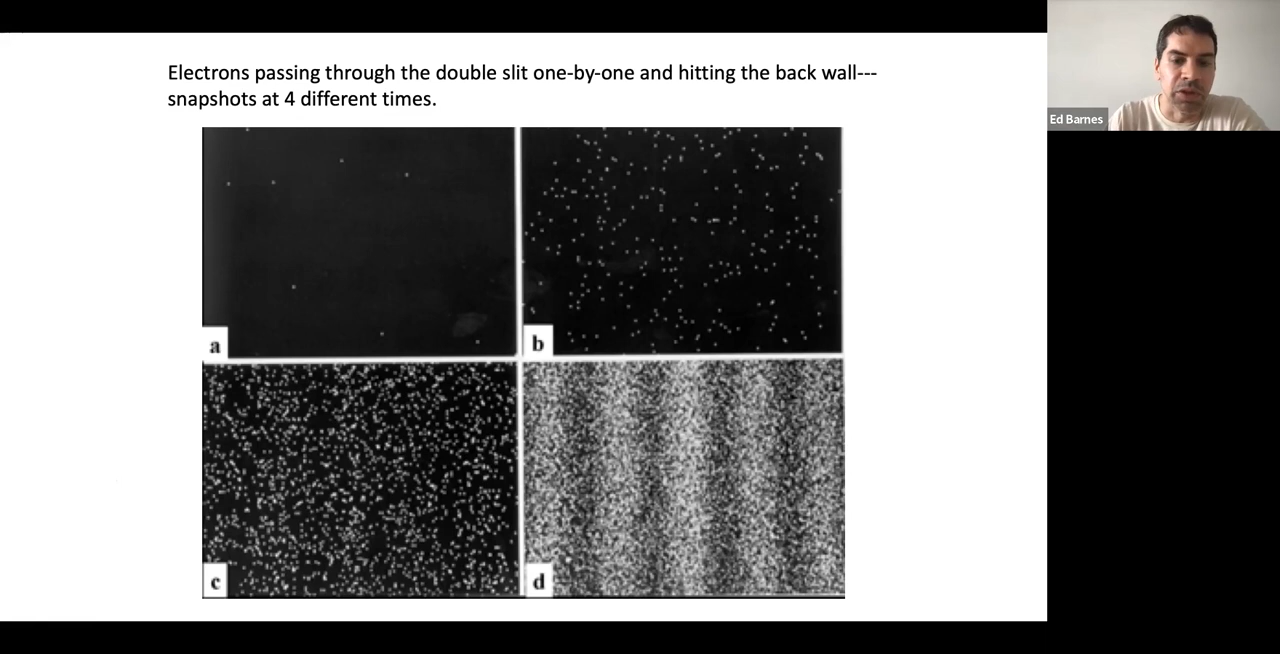 Electrons passing through the double slit one-by-one and hitting the back wall---
snapshots at 4 different times.
Ed Barnes
a
b
c
d